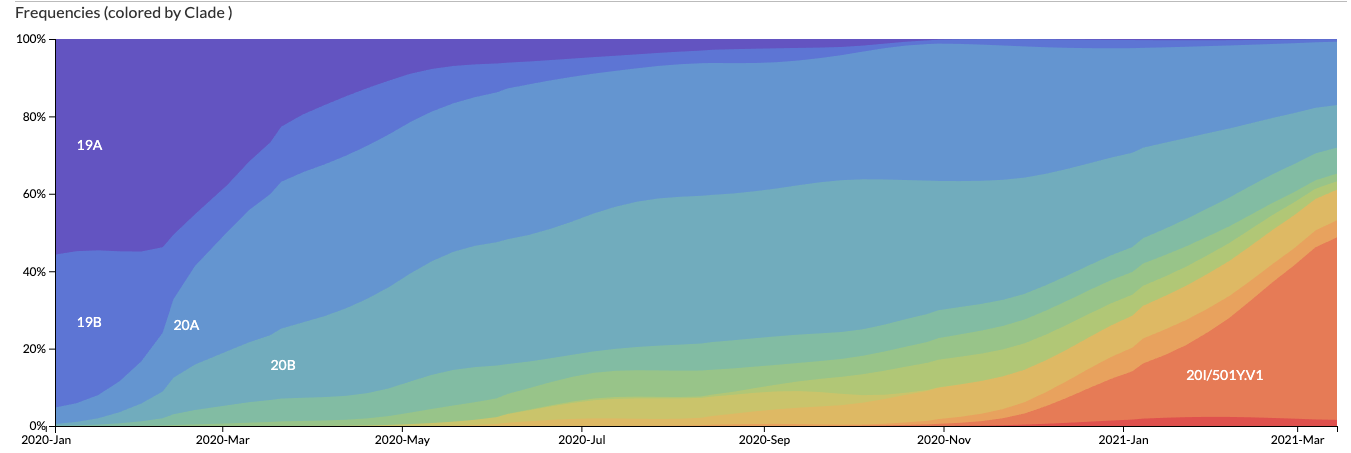 Frequencies (colored by Clade )
100%
80%
60%
40%
20%
0%
19A
19B
20A
20B
20I/501Y.V1
2020-Jan 2020-Mar 2020-May 2020-Jul 2020-Sep 2020-Nov 2021-Jan 2021-Mar